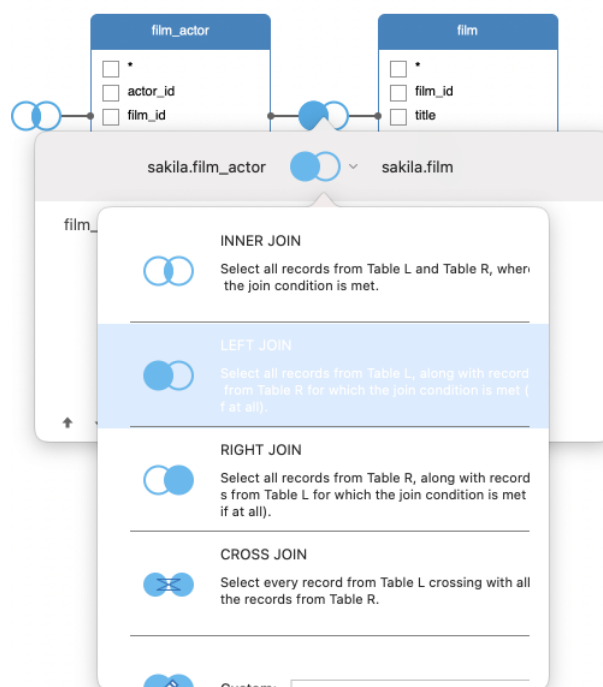 film_actor
film
*
*
actor_id
film_id
film_id
title
sakila.film_actor
sakila.film
film_
INNER JOIN
Select all records from Table L and Table R, where
the join condition is met.
LEFT JOIN
Select all records from Table L, along with record
from Table R for which the join condition is met (
f at all).
RIGHT JOIN
Select all records from Table R, along with record
s from Table L for which the join condition is met
if at all).
CROSS JOIN
Select every record from Table L crossing with all
the records from Table R.
Custom: